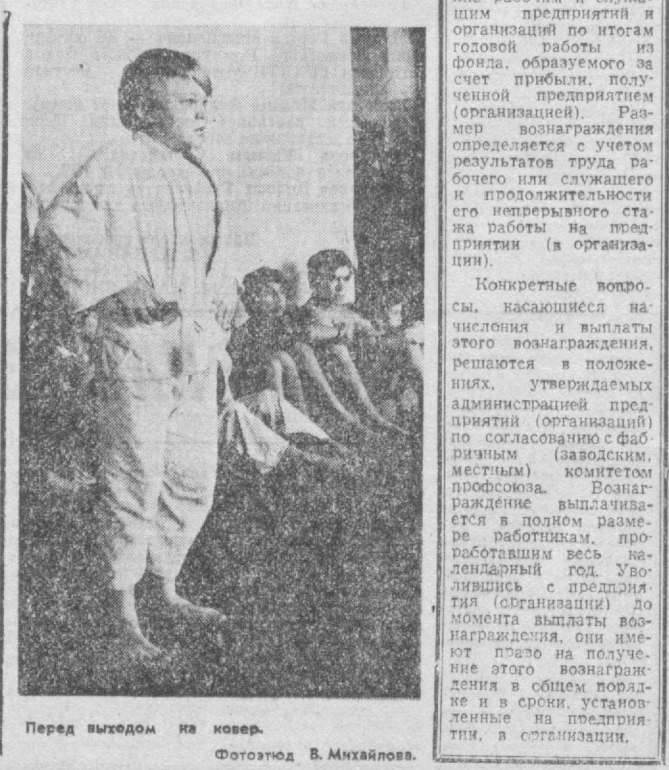 Перед выходом на ковер.
Фотоэтюд В. Михайлова.
шим предприятий и
организаций по итогам
годовой работы из
фонда, образуемого за
счет прибыли, полу-
ченной предприятием
(организацией). Раз-
мер вознаграждения
определяется с учетом
результатов труда ра-
бочего или служащего
и продолжительности
его непрерывного ста-
жа работы на пред-
приятии (в организа-
ции).
Конкретные вопро-
сы, касающиеся на-
числения и выплаты
этого вознаграждения,
решаются в положе-
ниях, утверждаемых
администрацией пред-
приятий (организаций)
по согласованию с фаб-
ричным (заводским,
местным) комитетом
профсоюза. Вознаг-
раждение выплачива-
ется в полном разме-
ре работникам, про-
работавшим весь ка-
лендарный год. Уво-
лившись с предприя-
тия (организации) до
момента выплаты воз-
награждения, они име-
ют право на получе-
ние этого вознаграж-
дения в общем поряд-
ке и в сроки, установ-
ленные на предприя-
тии, в организации.